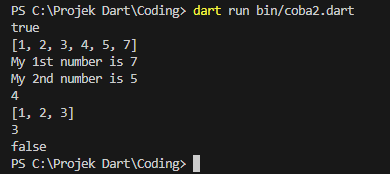 PS C:\Projek Dart\Coding> dart run bin/coba2.dart
true
[1, 2, 3, 4, 5, 7]
My 1st number is 7
My 2nd number is 5
4
[1, 2, 3]
3
false
PS C:\Projek Dart\Coding>